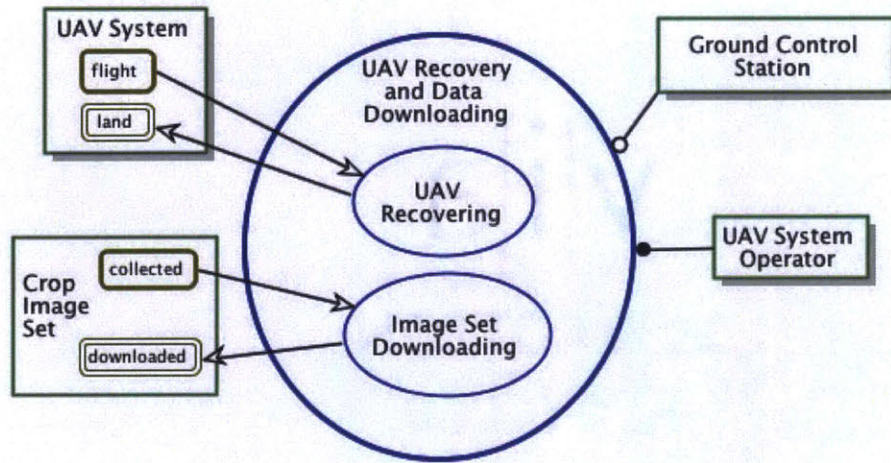 UAV System
flight
land
UAV Recovery
and Data
Downloading
Ground Control
Station
UAV
Recovering
UAV System
Operator
Crop
Image
Set
collected
downloaded
Image Set
Downloading